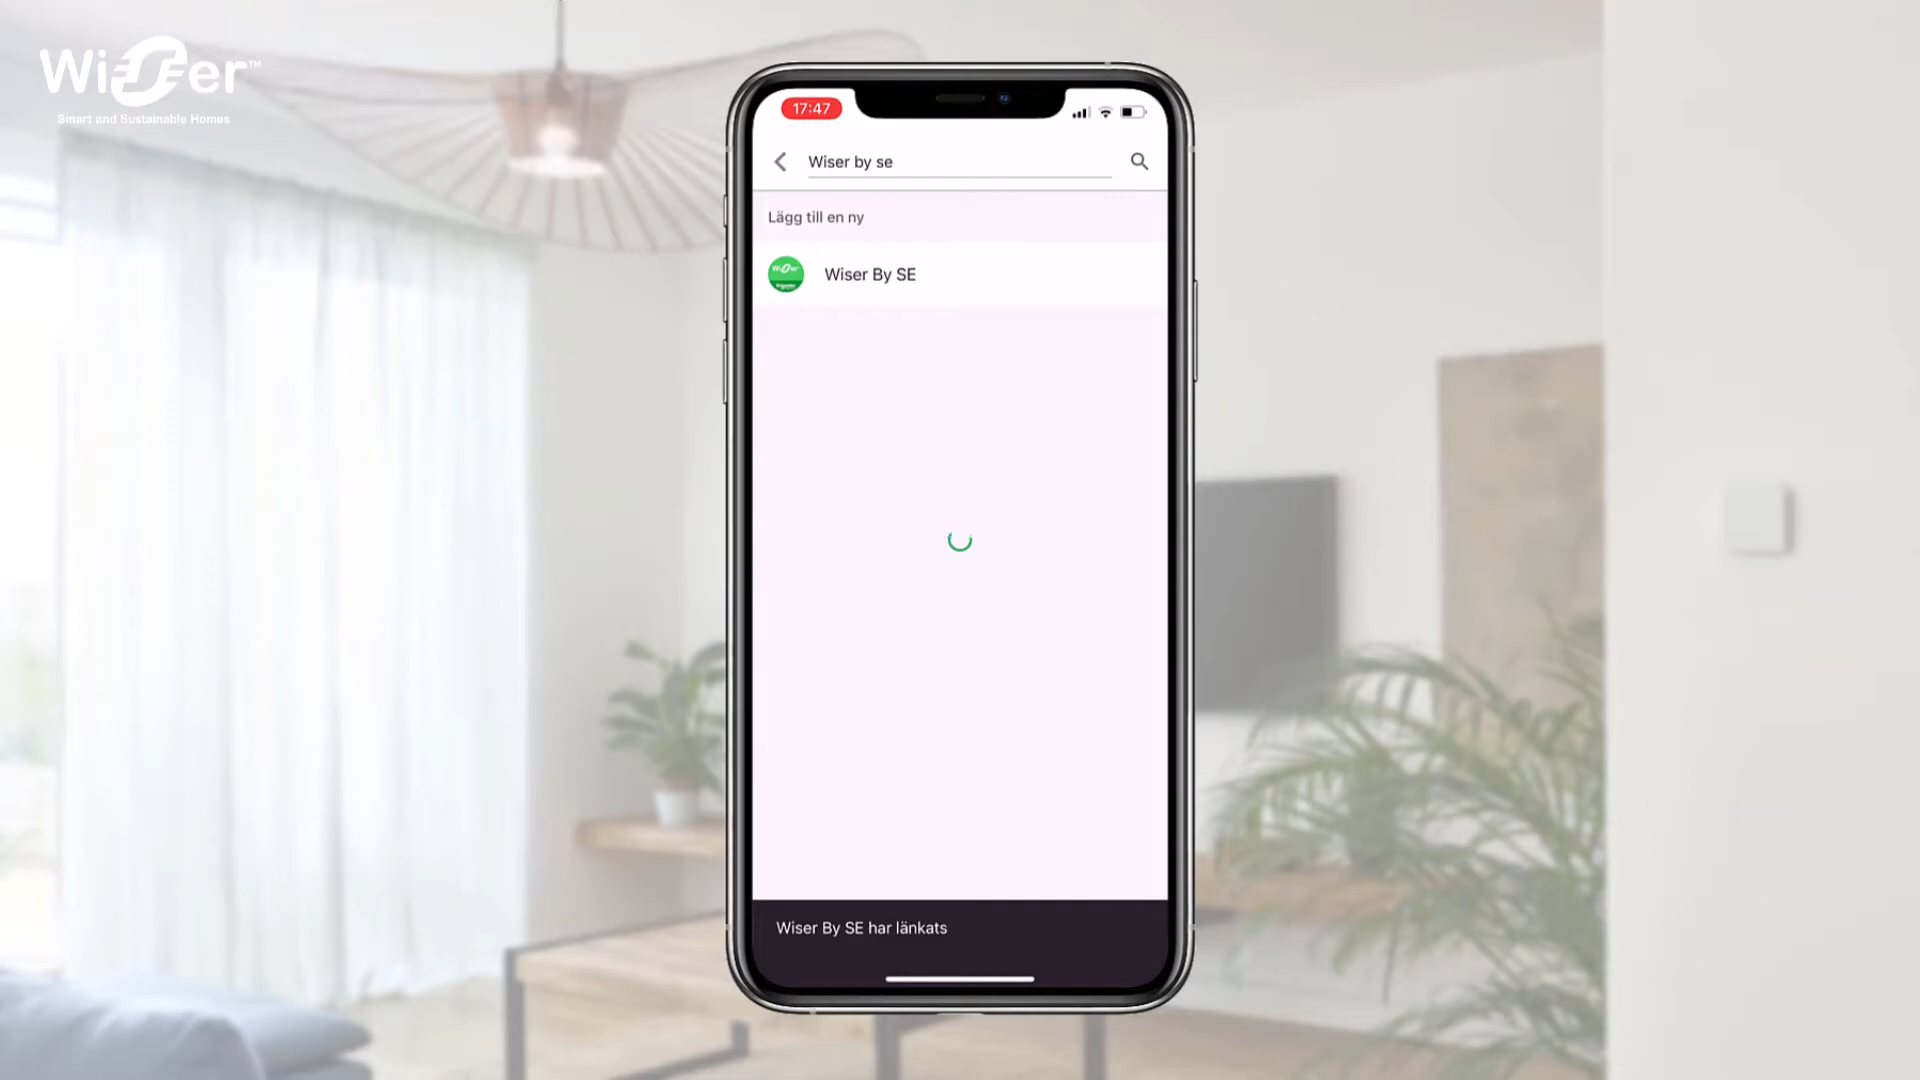 Wiser™
Smart and Sustainable Homes
17:47
Wiser by se
Lägg till en ny
Wiser
Wiser By SE
Wiser By SE har länkats